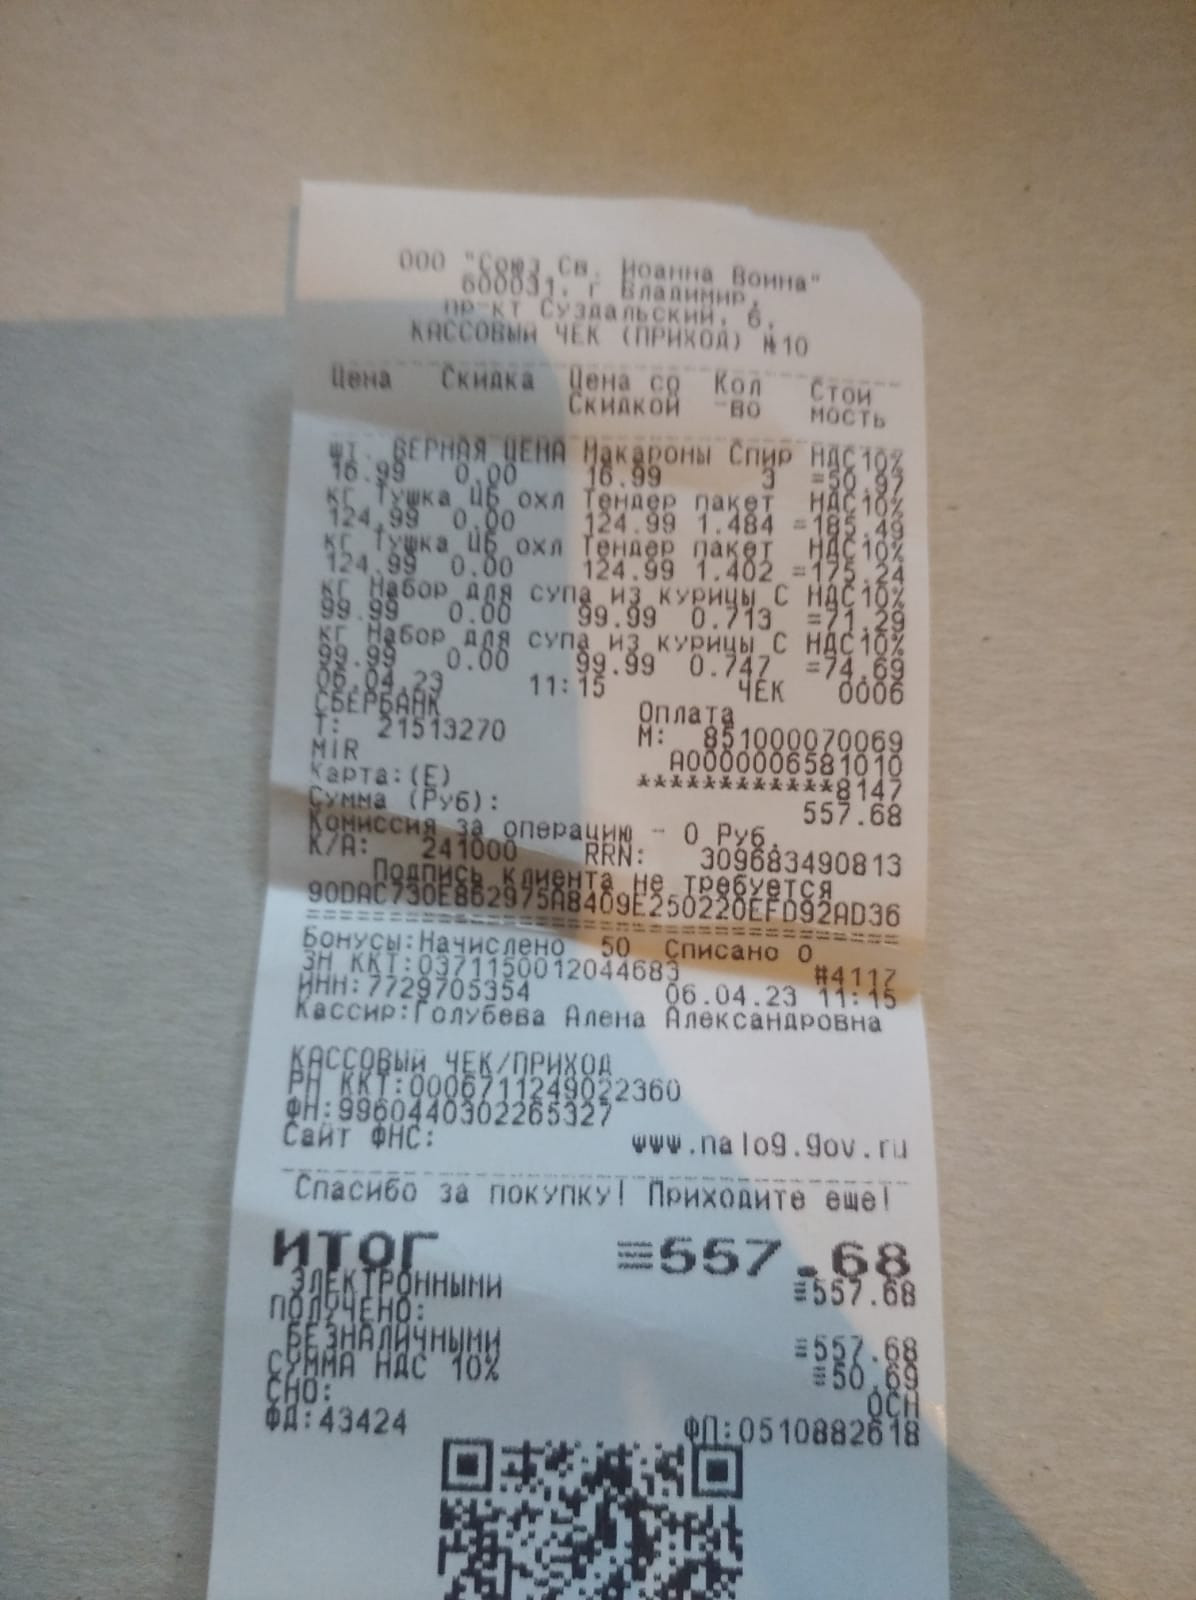 ООО "Союз Св. Иоанна Воина"
600031, г Владимир,
пр-кт Суздальский, 6,
КАССОВЫЙ ЧЕК (ПРИХОД) №10
Цена Скидка Цена со Кол Стои
Скидкой -во мость
шт. ВЕРНАЯ ЦЕНА Макароны Спир НДС10%
16.99 0.00 16.99 3 =50.97
кг Тушка ЦБ охл Тендер пакет НДС10%
124.99 0.00 124.99 1.484 =185.49
кг Тушка ЦБ охл Тендер пакет НДС10%
124.99 0.00 124.99 1.402 =175.24
кг Набор для супа из курицы С НДС10%
99.99 0.00 99.99 0.713 =71.29
кг Набор для супа из курицы С НДС10%
99.99 0.00 99.99 0.747 =74.69
06.04.23 11:15 ЧЕК 0006
СБЕРБАНК Оплата
Т: 21513270 М: 851000070069
MIR A0000006581010
Карта:(E) ************8147
Сумма (Руб): 557.68
Комиссия за операцию - 0 Руб.
К/А: 241000 RRN: 309683490813
Подпись клиента не требуется
90DAC730E862975A8409E250220EFD92AD36
====================================
Бонусы:Начислено 50 Списано 0
ЗН ККТ:0371150012044683 #4117
ИНН:7729705354 06.04.23 11:15
Кассир:Голубева Алена Александровна
КАССОВЫЙ ЧЕК/ПРИХОД
РН ККТ:0006711249022360
ФН:9960440302265327
Сайт ФНС: www.nalog.gov.ru
Спасибо за покупку! Приходите еще!
ИТОГ ≡557.68
ЭЛЕКТРОННЫМИ ≡557.68
ПОЛУЧЕНО:
БЕЗНАЛИЧНЫМИ ≡557.68
СУММА НДС 10% ≡50.69
СНО: ОСН
ФД:43424 ФП:0510882618